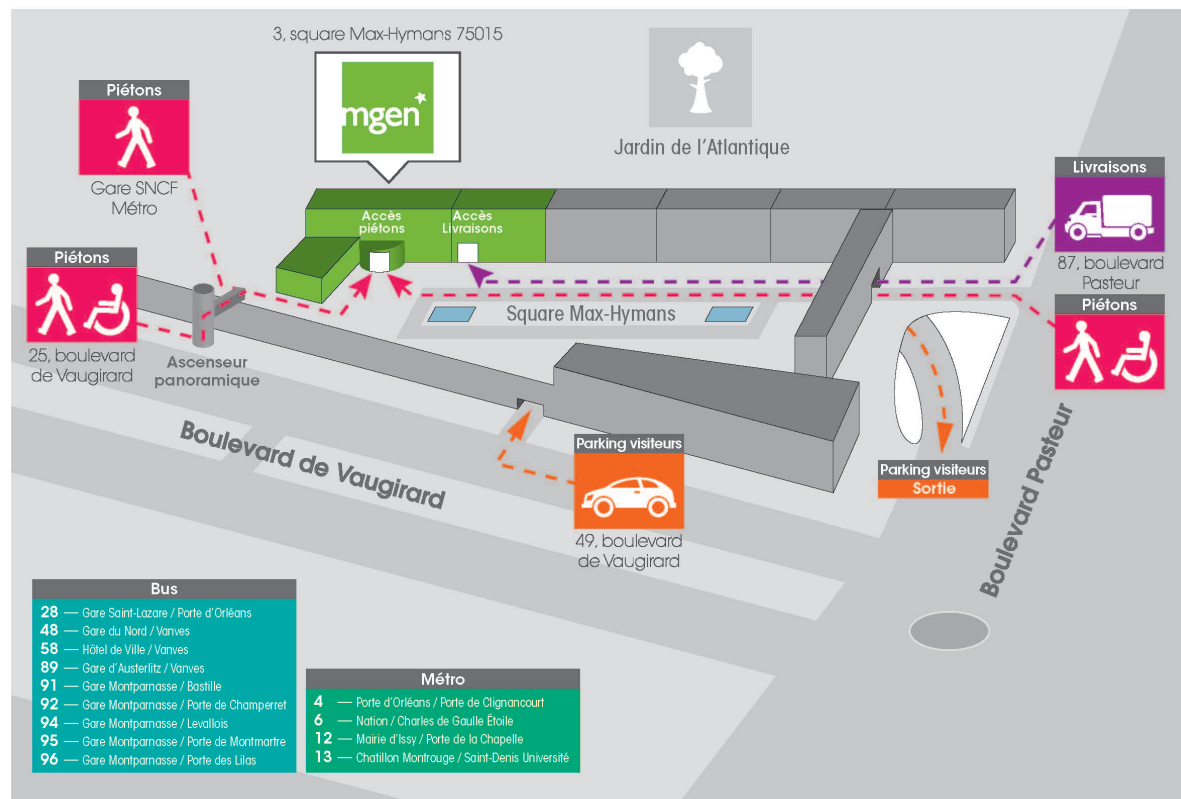 3, square Max-Hymans 75015
mgen*
Jardin de l'Atlantique
Piétons
Gare SNCF
Métro
Livraisons
87, boulevard
Pasteur
Accès
piétons
Accès
Livraisons
Piétons
25, boulevard
de Vaugirard
Ascenseur
panoramique
Square Max-Hymans
Piétons
Boulevard de Vaugirard
Parking visiteurs
49, boulevard
de Vaugirard
Parking visiteurs
Sortie
Boulevard Pasteur
Bus
28 — Gare Saint-Lazare / Porte d'Orléans
48 — Gare du Nord / Vanves
58 — Hôtel de Ville / Vanves
89 — Gare d'Austerlitz / Vanves
91 — Gare Montparnasse / Bastille
92 — Gare Montparnasse / Porte de Champerret
94 — Gare Montparnasse / Levallois
95 — Gare Montparnasse / Porte de Montmartre
96 — Gare Montparnasse / Porte des Lilas
Métro
4 — Porte d'Orléans / Porte de Clignancourt
6 — Nation / Charles de Gaulle Étoile
12 — Mairie d'Issy / Porte de la Chapelle
13 — Chatillon Montrouge / Saint-Denis Université